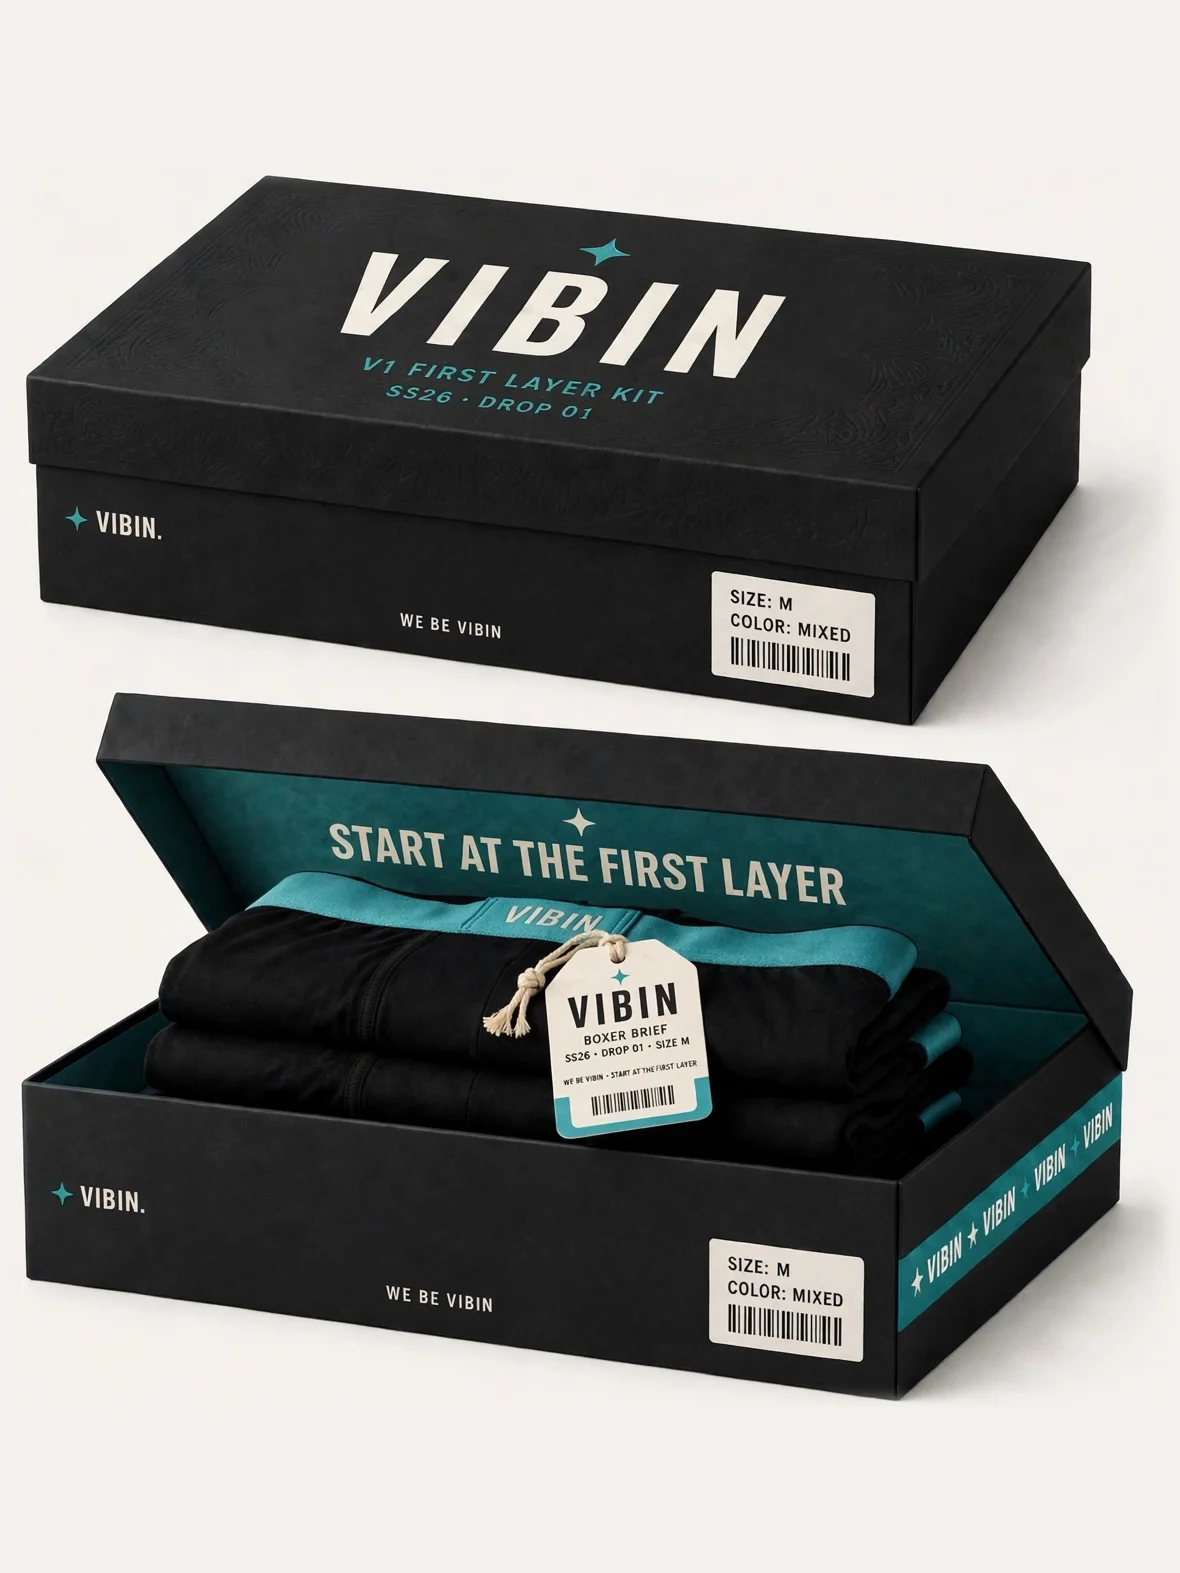 VIBIN
V1 FIRST LAYER KIT
SS26 · DROP 01
VIBIN.
WE BE VIBIN
SIZE: M
COLOR: MIXED
START AT THE FIRST LAYER
VIBIN
VIBIN
BOXER BRIEF
SS26 · DROP 01 · SIZE M
WE BE VIBIN · START AT THE FIRST LAYER
VIBIN.
WE BE VIBIN
SIZE: M
COLOR: MIXED
VIBIN VIBIN VIBIN VIBIN